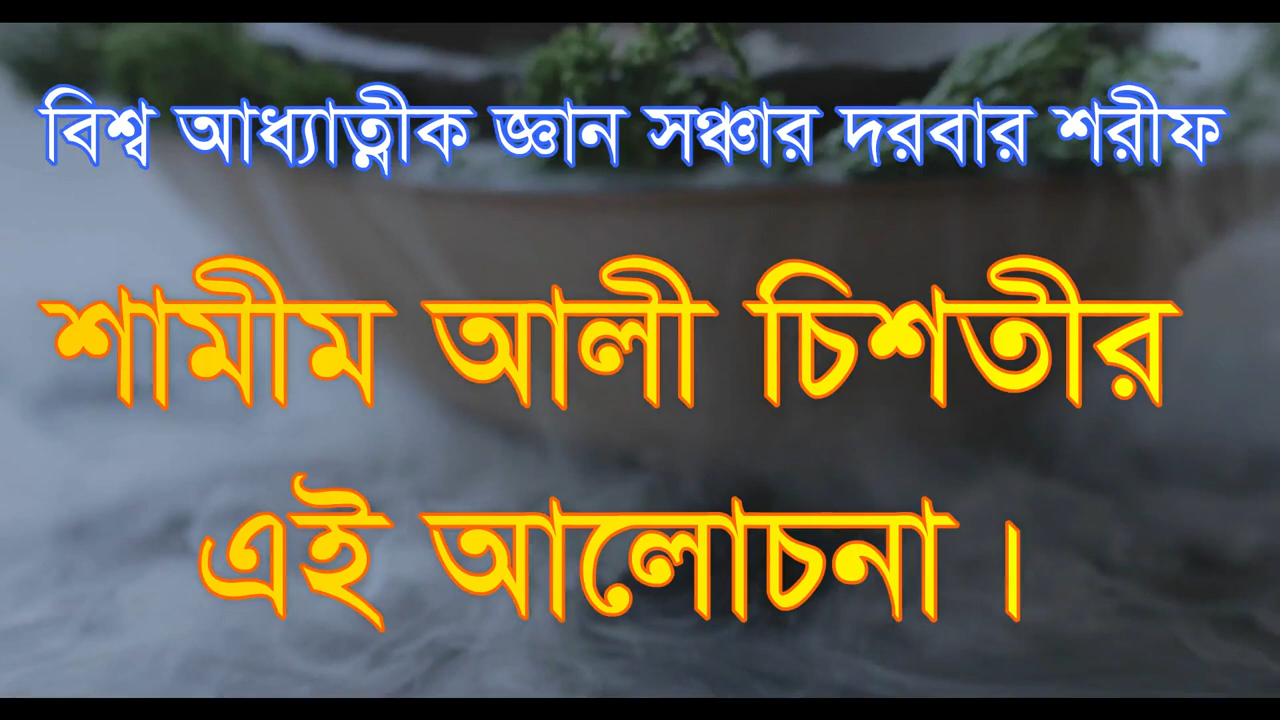 বিশ্ব আধ্যাত্নীক জ্ঞান সঞ্চার দরবার শরীফ
শামীম আলী চিশতীর
এই আলোচনা।